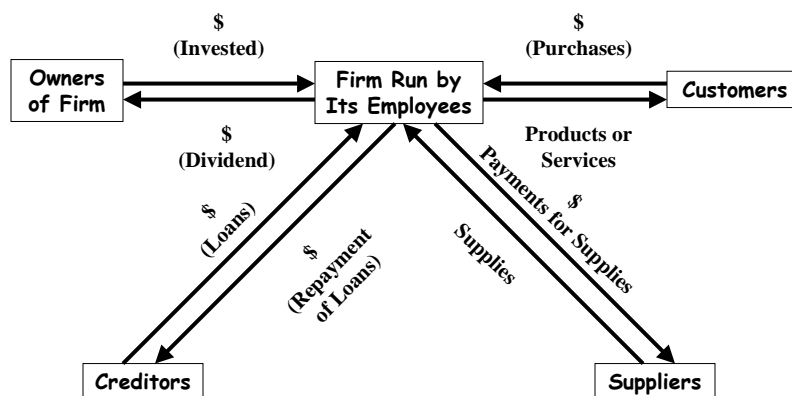 $
(Invested)
$
(Purchases)
Owners
of Firm
Firm Run by
Its Employees
Customers
$
(Dividend)
Products or
Services
$
(Loans)
$
(Repayment
of Loans)
Supplies
$
Payments for Supplies
Creditors
Suppliers